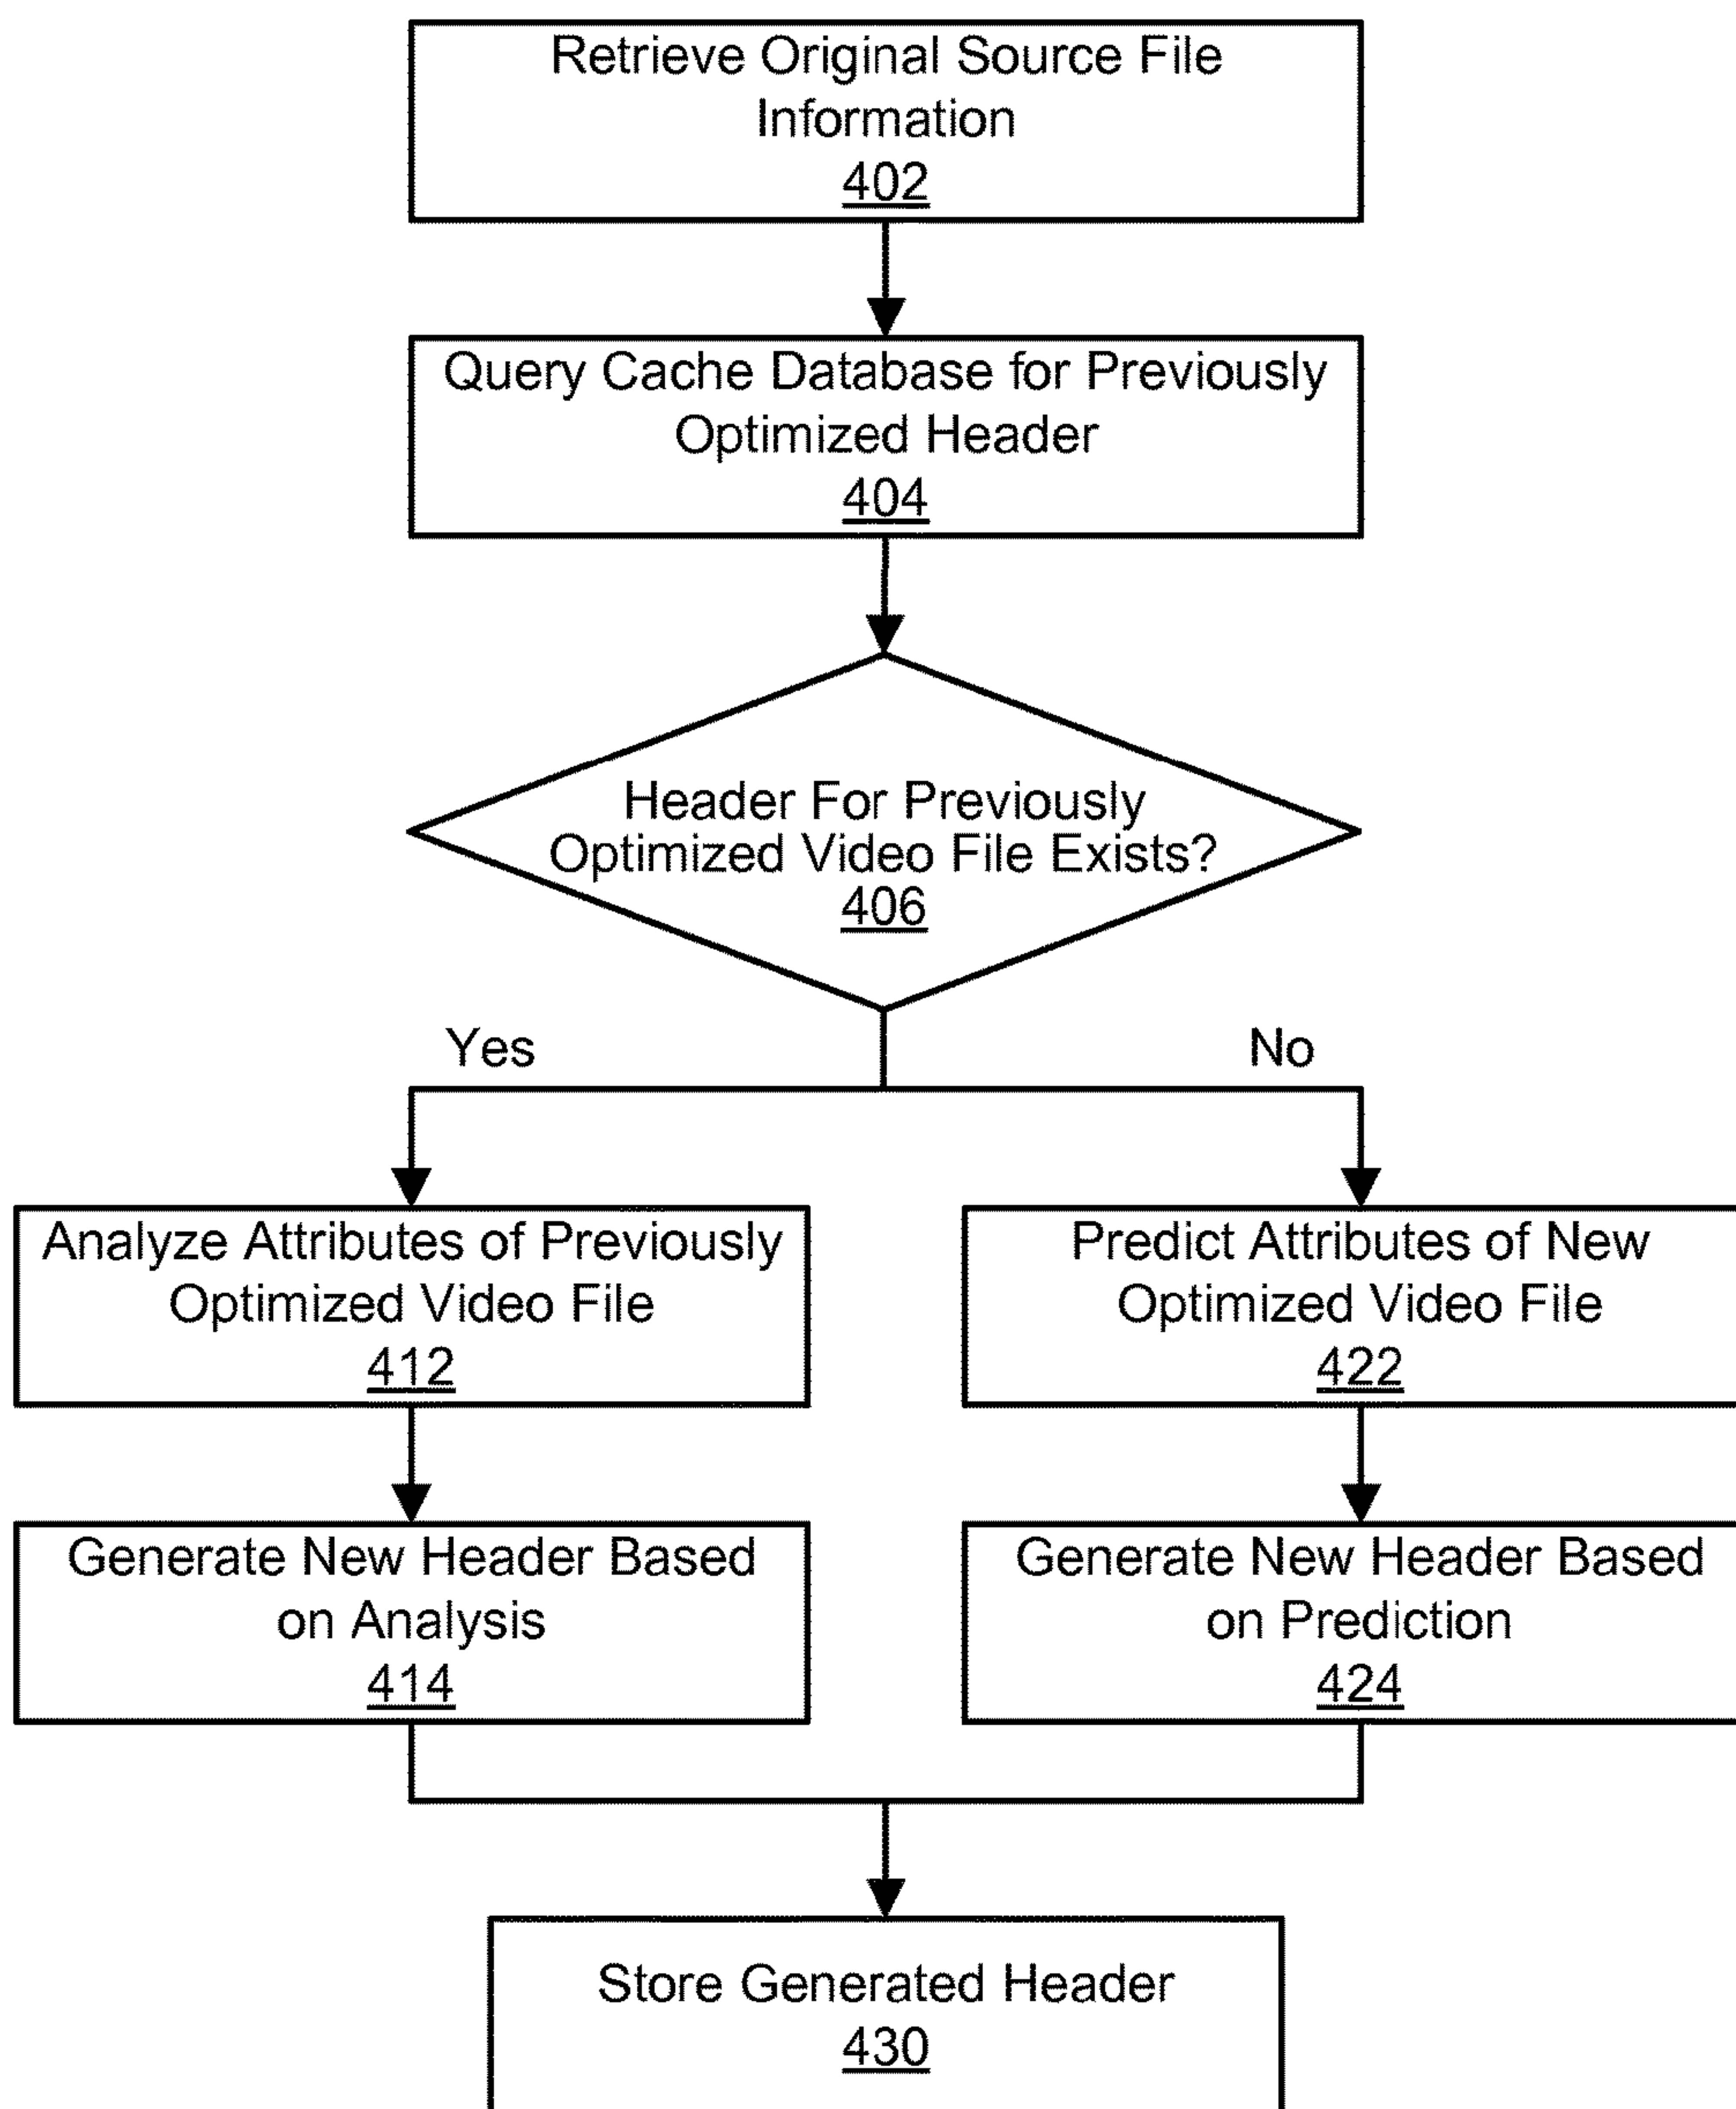 Retrieve Original Source File
Information
402
Query Cache Database for Previously
Optimized Header
404
Header For Previously
Optimized Video File Exists?
406
Yes
No
Analyze Attributes of Previously
Optimized Video File
412
Predict Attributes of New
Optimized Video File
422
Generate New Header Based
on Analysis
414
Generate New Header Based
on Prediction
424
Store Generated Header
430